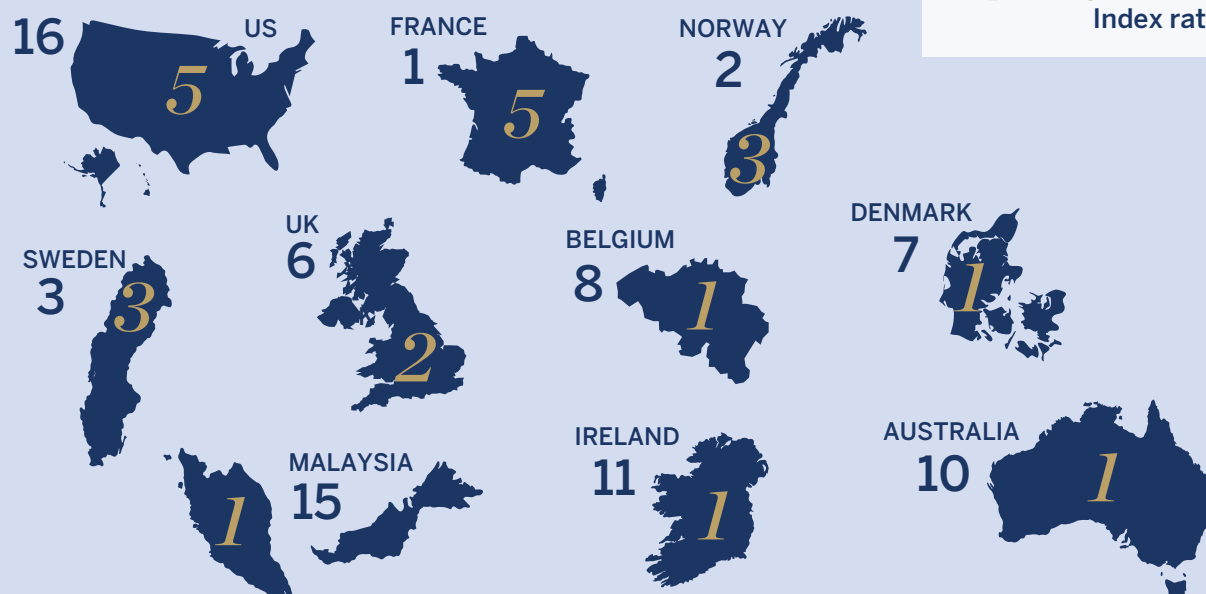 Index rat
16
US
5
FRANCE
1
5
NORWAY
2
3
SWEDEN
3
3
UK
6
2
BELGIUM
8
1
DENMARK
7
1
MALAYSIA
15
1
IRELAND
11
1
AUSTRALIA
10
1